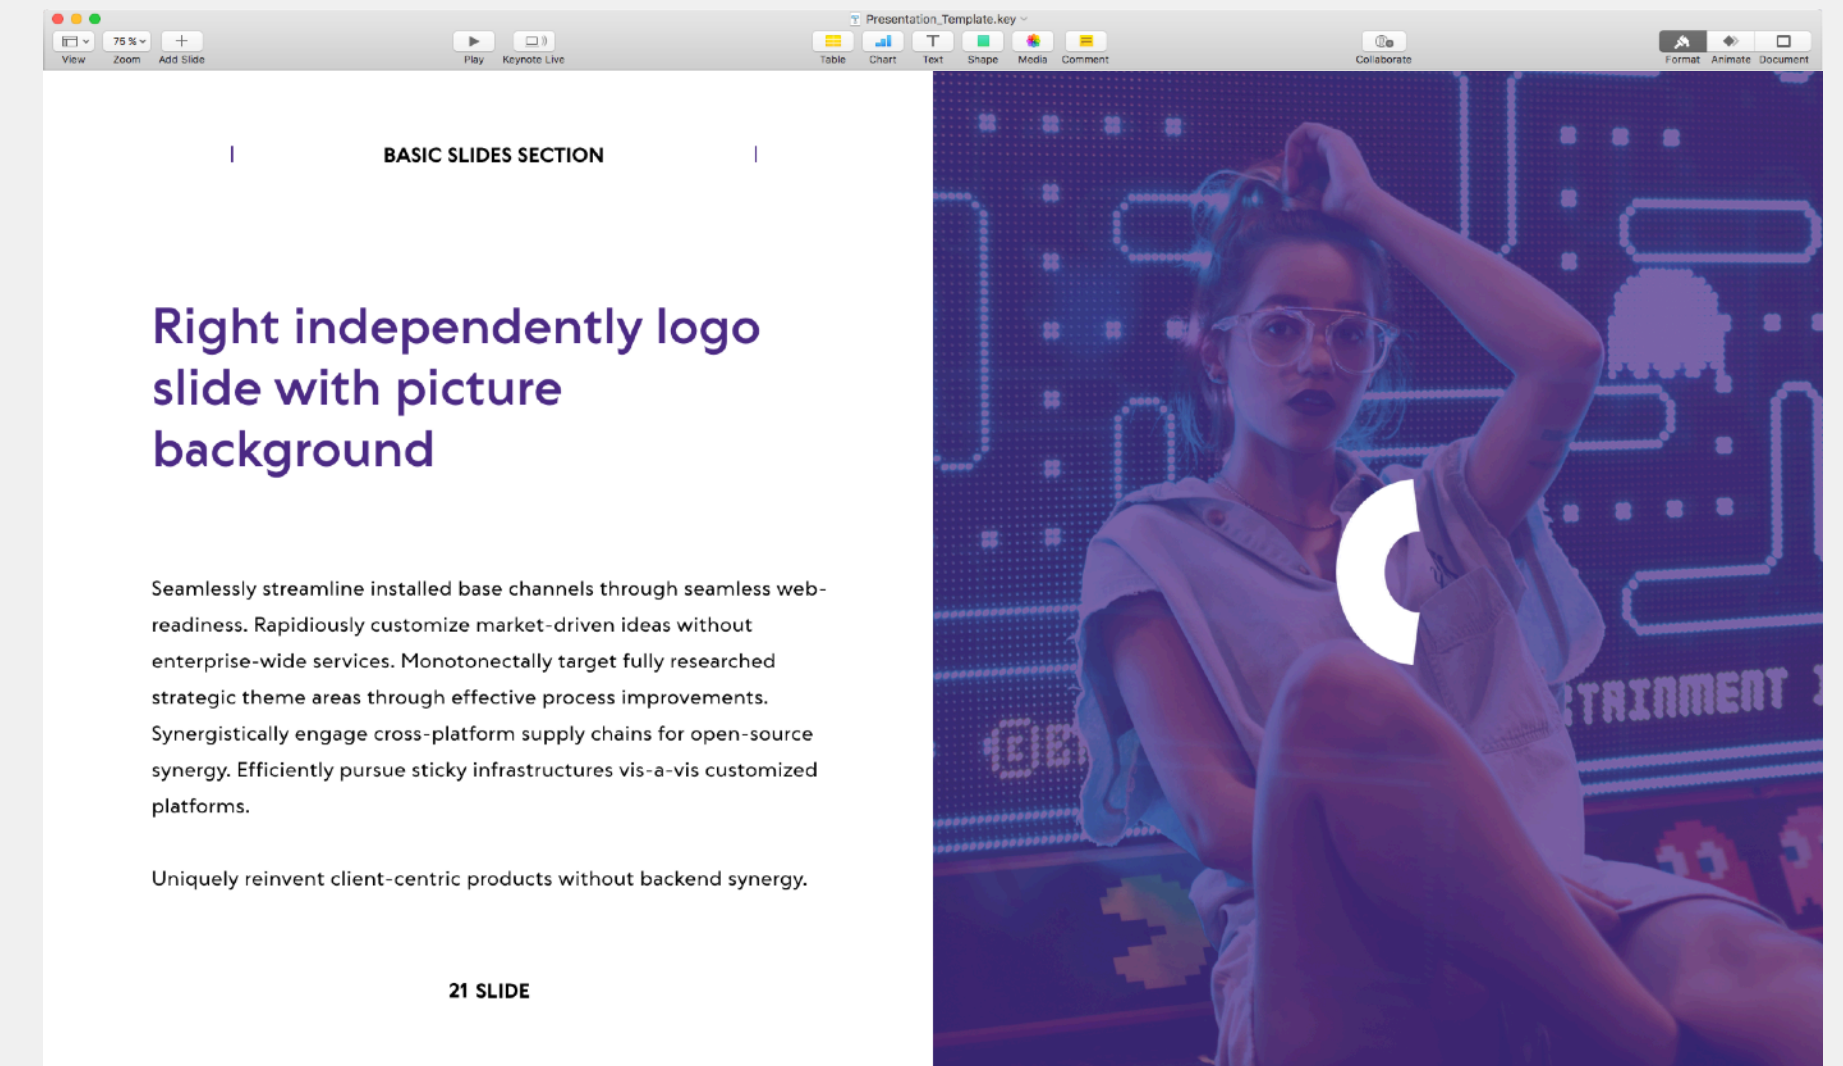 Presentation_Template.key
75 %
View
Zoom
Add Slide
Play
Keynote Live
Table
Chart
Text
Shape
Media
Comment
Collaborate
Format
Animate
Document
BASIC SLIDES SECTION
Right independently logo
slide with picture
background
Seamlessly streamline installed base channels through seamless web-
readiness. Rapidiously customize market-driven ideas without
enterprise-wide services. Monotonectally target fully researched
strategic theme areas through effective process improvements.
Synergistically engage cross-platform supply chains for open-source
synergy. Efficiently pursue sticky infrastructures vis-a-vis customized
platforms.
Uniquely reinvent client-centric products without backend synergy.
21 SLIDE